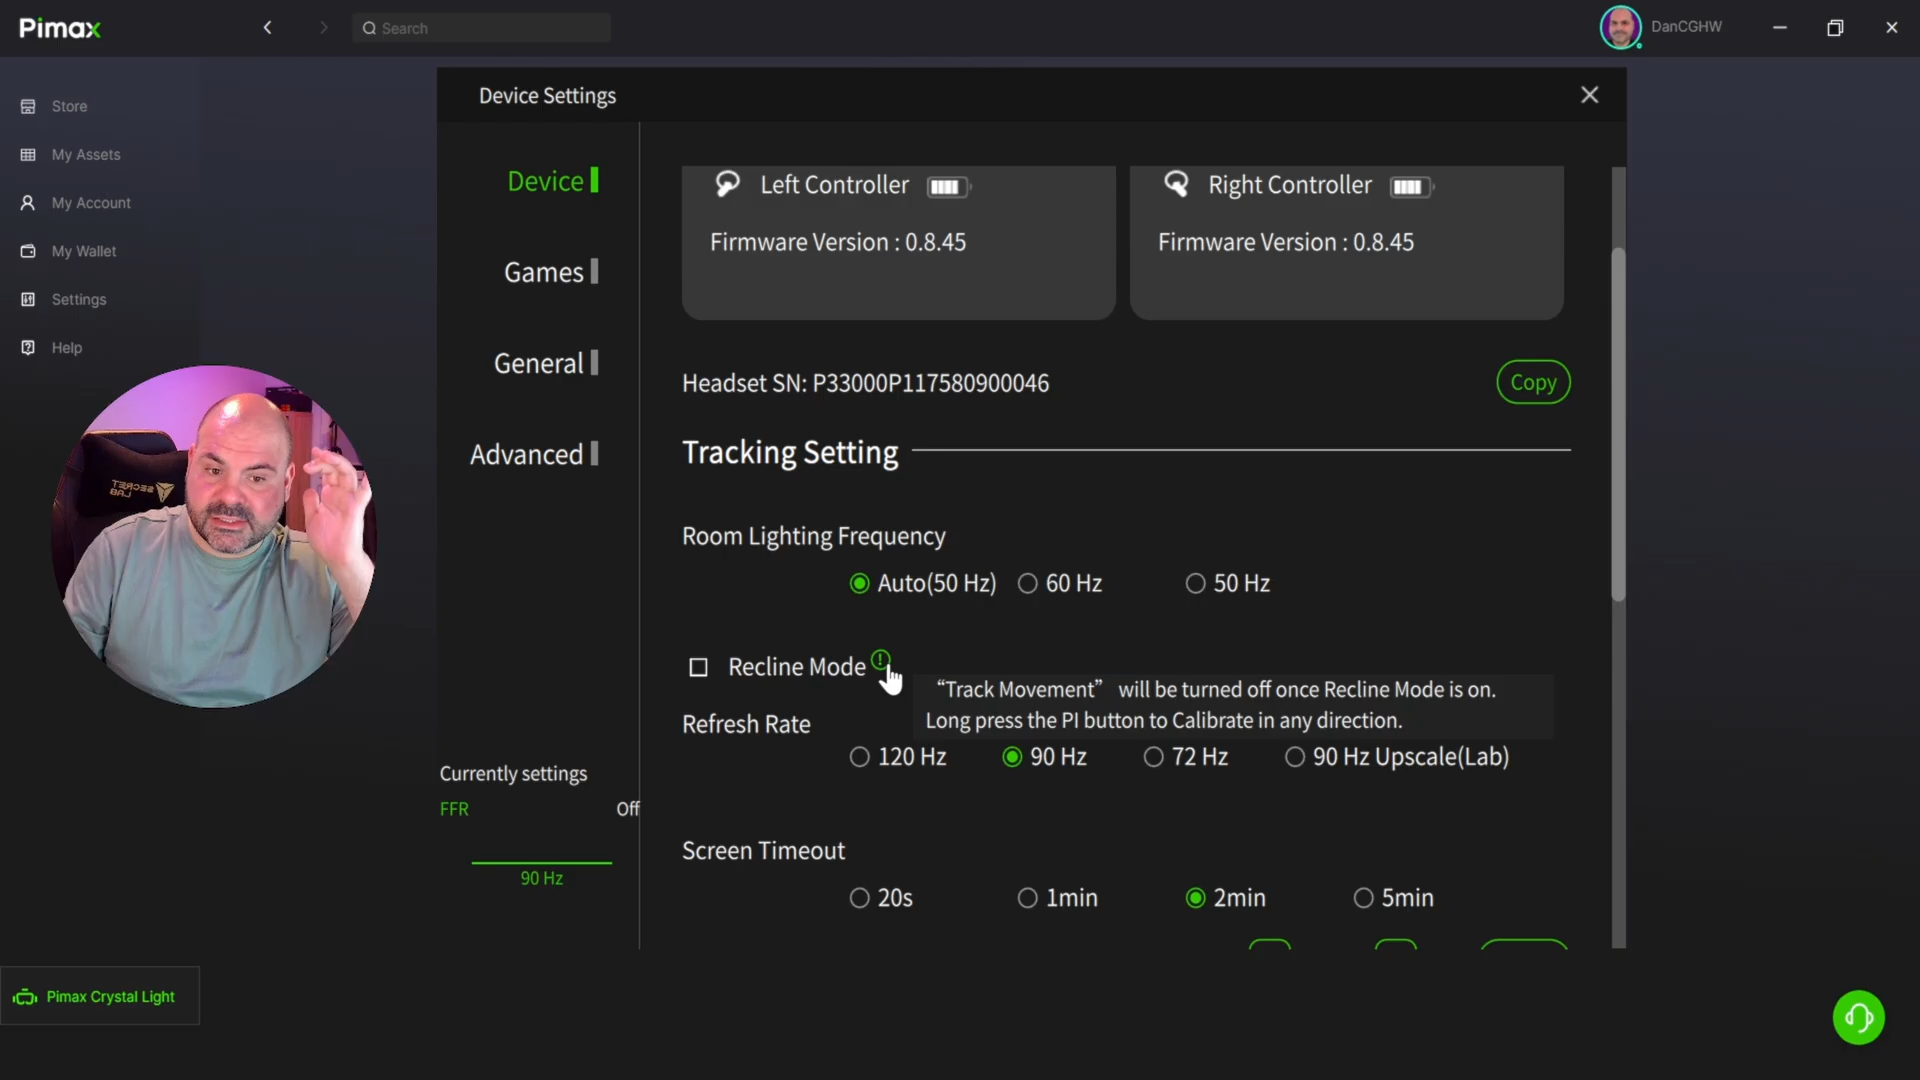 Pimax
Search
DanCGHW
Store
My Assets
My Account
My Wallet
Settings
Help
Device Settings
Device
Games
General
Advanced
Left Controller
Firmware Version : 0.8.45
Right Controller
Firmware Version : 0.8.45
Headset SN: P33000P117580900046
Copy
Tracking Setting
Room Lighting Frequency
Auto(50 Hz)
60 Hz
50 Hz
Recline Mode
“Track Movement” will be turned off once Recline Mode is on.
Long press the PI button to Calibrate in any direction.
Refresh Rate
120 Hz
90 Hz
72 Hz
90 Hz Upscale(Lab)
Screen Timeout
20s
1min
2min
5min
Currently settings
FFR
Off
90 Hz
Pimax Crystal Light
SECRET
LAB